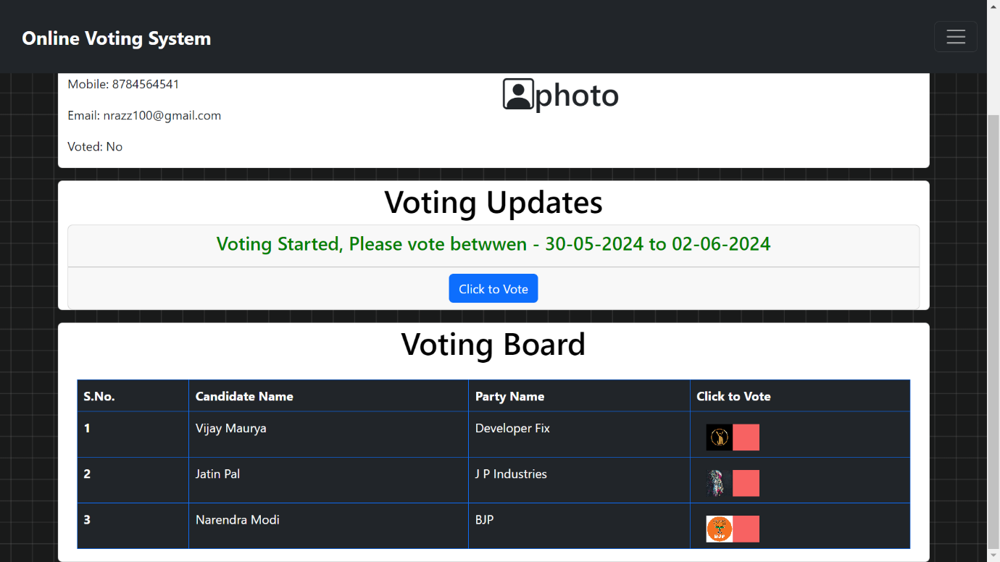 Online Voting System
Mobile: 8784564541
photo
Email: nrazz100@gmail.com
Voted: No
Voting Updates
Voting Started, Please vote betwwen - 30-05-2024 to 02-06-2024
Click to Vote
Voting Board
S.No. Candidate Name Party Name Click to Vote
1 Vijay Maurya Developer Fix
2 Jatin Pal J P Industries
3 Narendra Modi BJP
BJP